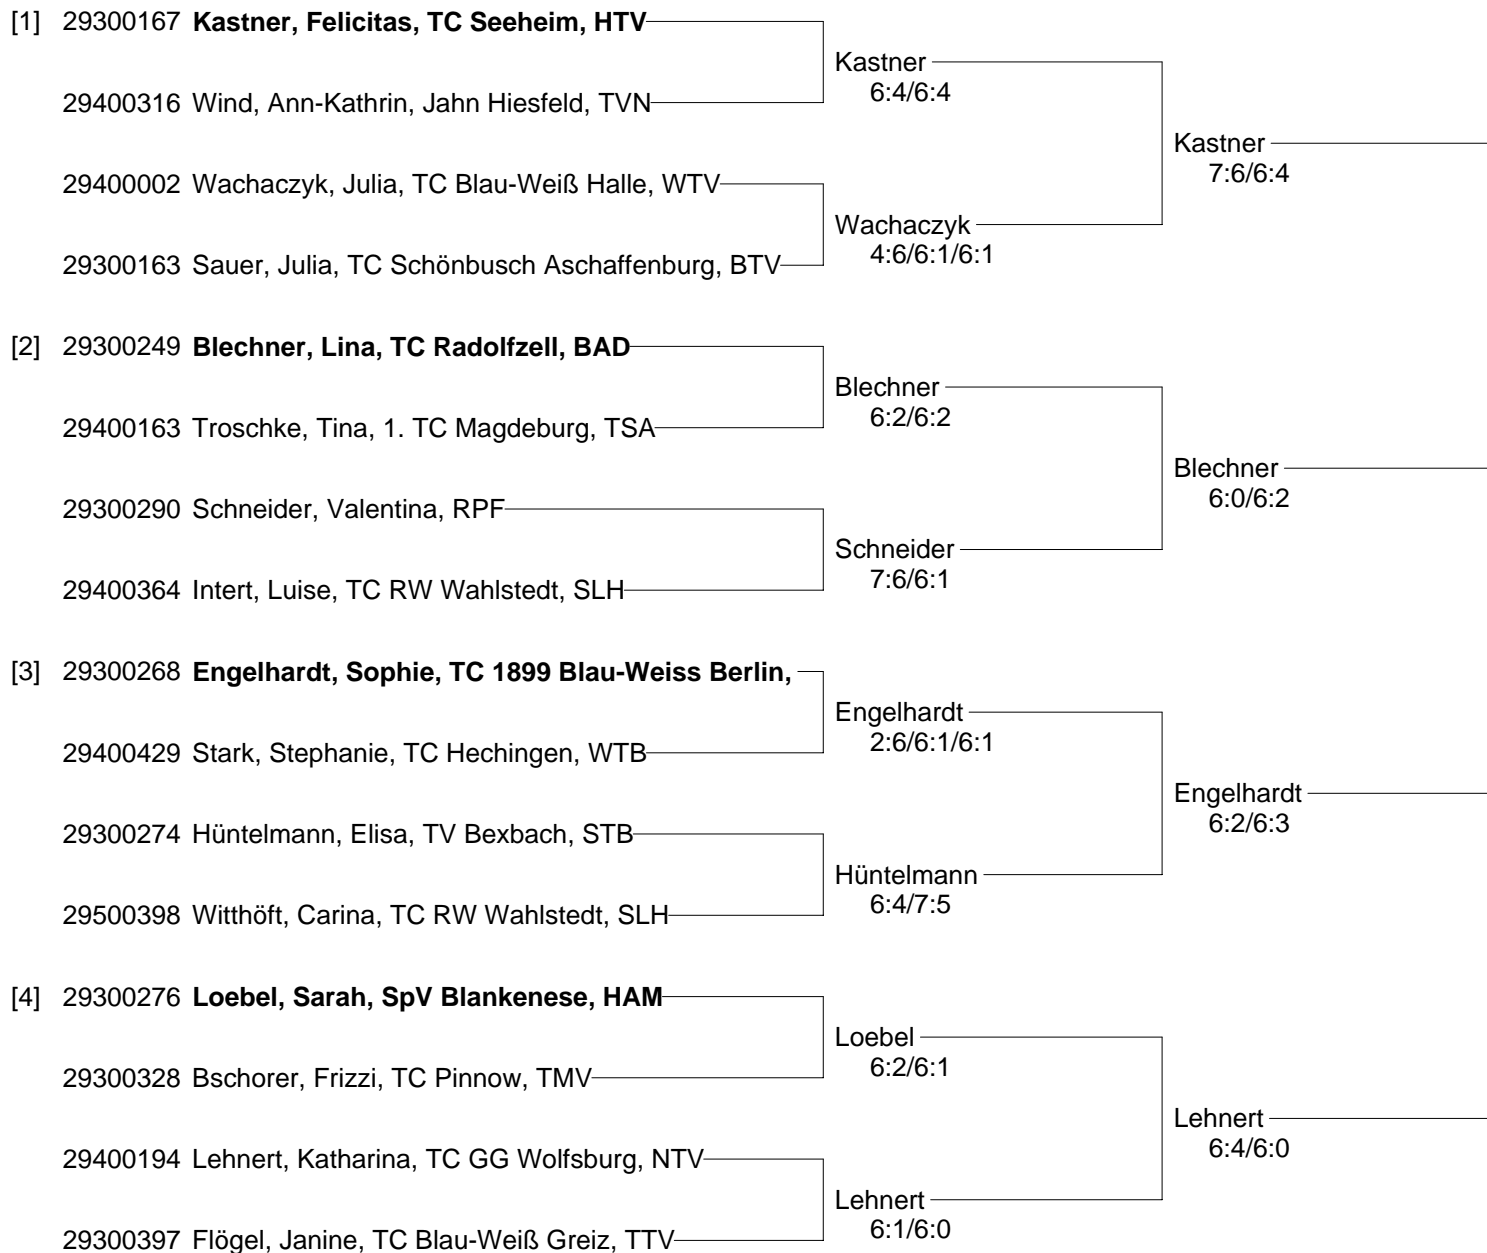 [1] 29300167 Kastner, Felicitas, TC Seeheim, HTV
Kastner
6:4/6:4
29400316 Wind, Ann-Kathrin, Jahn Hiesfeld, TVN
Kastner
7:6/6:4
29400002 Wachaczyk, Julia, TC Blau-Weiß Halle, WTV
Wachaczyk
4:6/6:1/6:1
29300163 Sauer, Julia, TC Schönbusch Aschaffenburg, BTV
[2] 29300249 Blechner, Lina, TC Radolfzell, BAD
Blechner
6:2/6:2
29400163 Troschke, Tina, 1. TC Magdeburg, TSA
Blechner
6:0/6:2
29300290 Schneider, Valentina, RPF
Schneider
7:6/6:1
29400364 Intert, Luise, TC RW Wahlstedt, SLH
[3] 29300268 Engelhardt, Sophie, TC 1899 Blau-Weiss Berlin,
Engelhardt
2:6/6:1/6:1
29400429 Stark, Stephanie, TC Hechingen, WTB
Engelhardt
6:2/6:3
29300274 Hüntelmann, Elisa, TV Bexbach, STB
Hüntelmann
6:4/7:5
29500398 Witthöft, Carina, TC RW Wahlstedt, SLH
[4] 29300276 Loebel, Sarah, SpV Blankenese, HAM
Loebel
6:2/6:1
29300328 Bschorer, Frizzi, TC Pinnow, TMV
Lehnert
6:4/6:0
29400194 Lehnert, Katharina, TC GG Wolfsburg, NTV
Lehnert
6:1/6:0
29300397 Flögel, Janine, TC Blau-Weiß Greiz, TTV